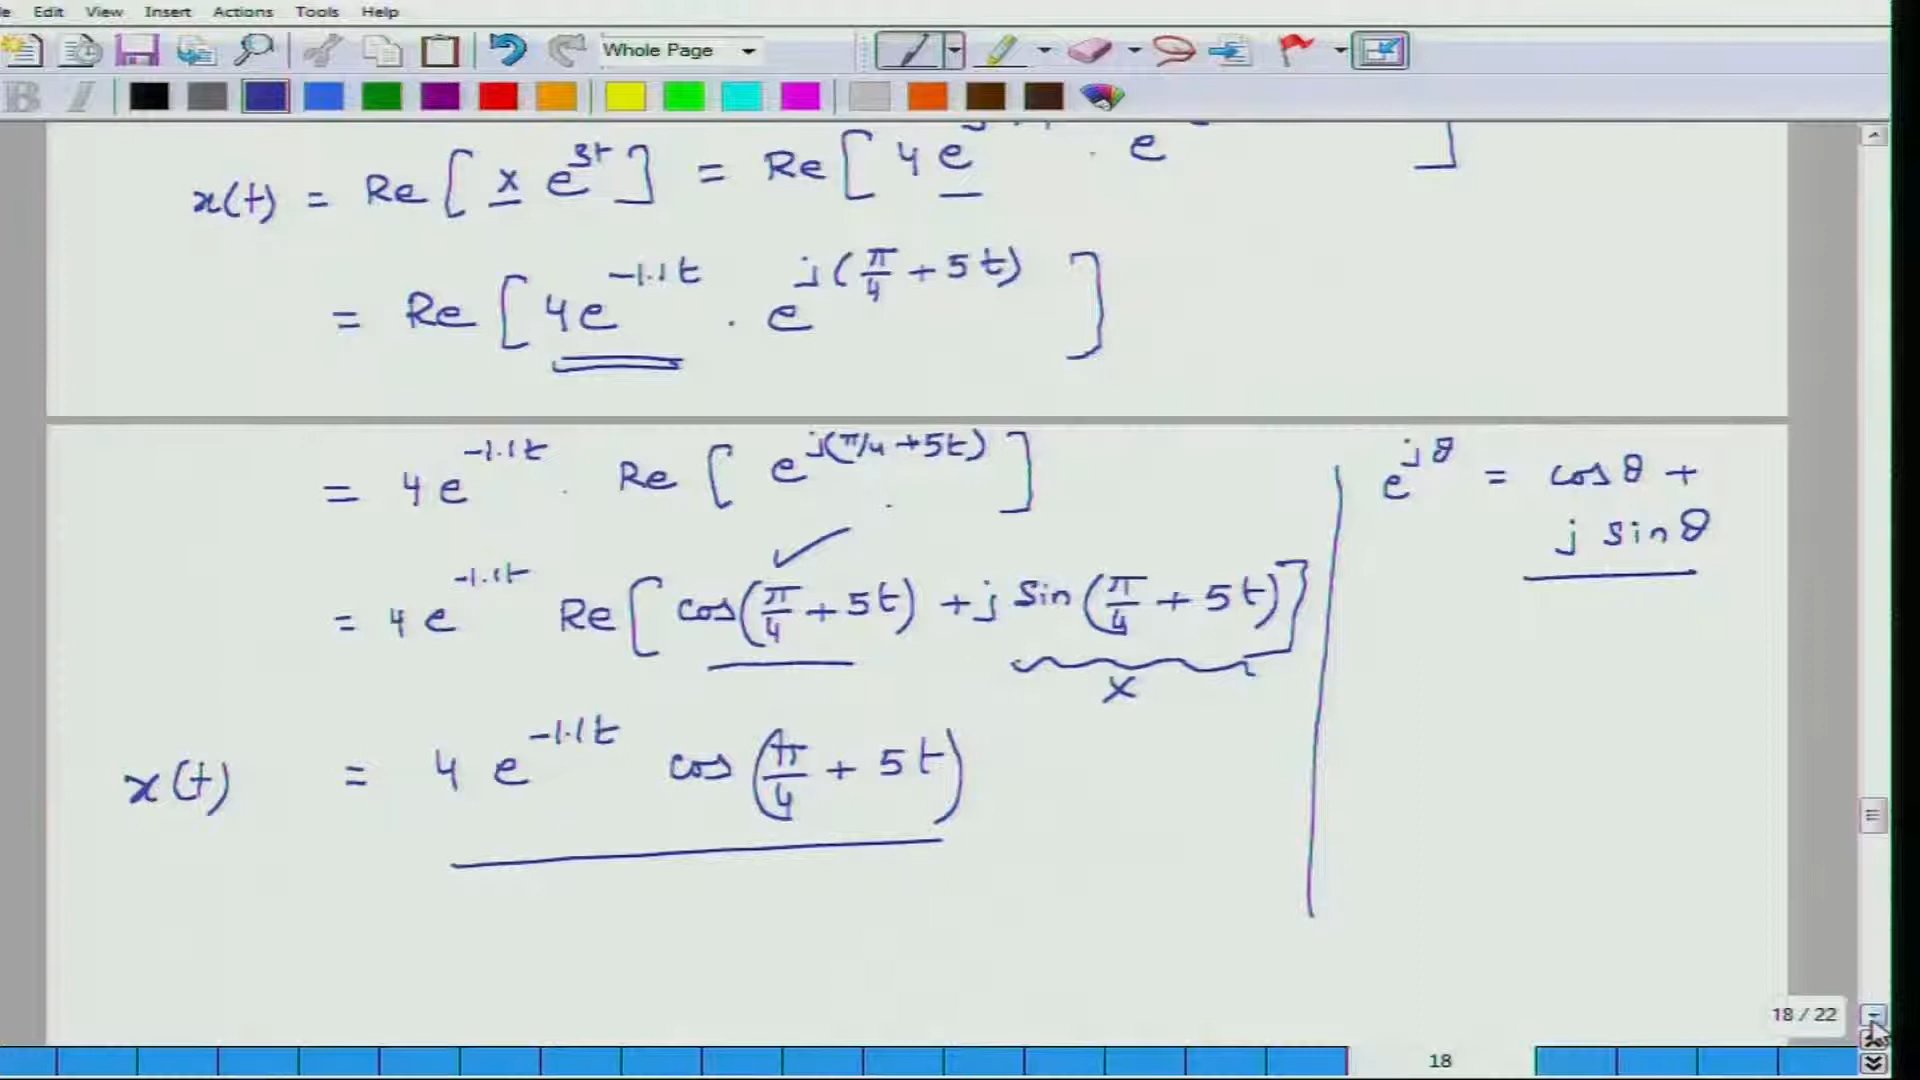 Edit View Insert Actions Tools Help
Whole Page
x(t) = Re[ x e^{st} ] = Re[ 4 e . e ]
= Re[ 4e^{-1.1t} . e^{j(π/4 + 5t)} ]
= 4e^{-1.1t} . Re[ e^{j(π/4 + 5t)} ]
= 4e^{-1.1t} Re[ cos(π/4 + 5t) + j sin(π/4 + 5t) ]
x
x(t) = 4 e^{-1.1t} cos(π/4 + 5t)
e^{jθ} = cos θ +
j sin θ
18 / 22
18